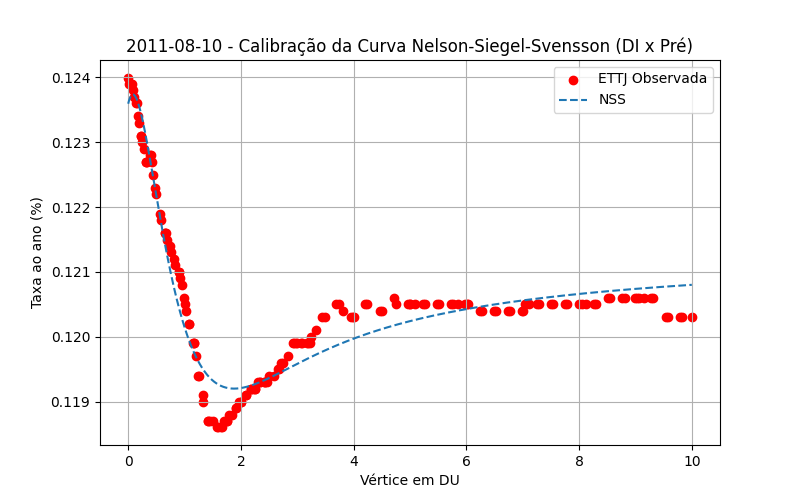 2011-08-10 - Calibração da Curva Nelson-Siegel-Svensson (DI x Pré)
ETTJ Observada
NSS
Taxa ao ano (%)
0.124
0.123
0.122
0.121
0.120
0.119
0 2 4 6 8 10
Vértice em DU